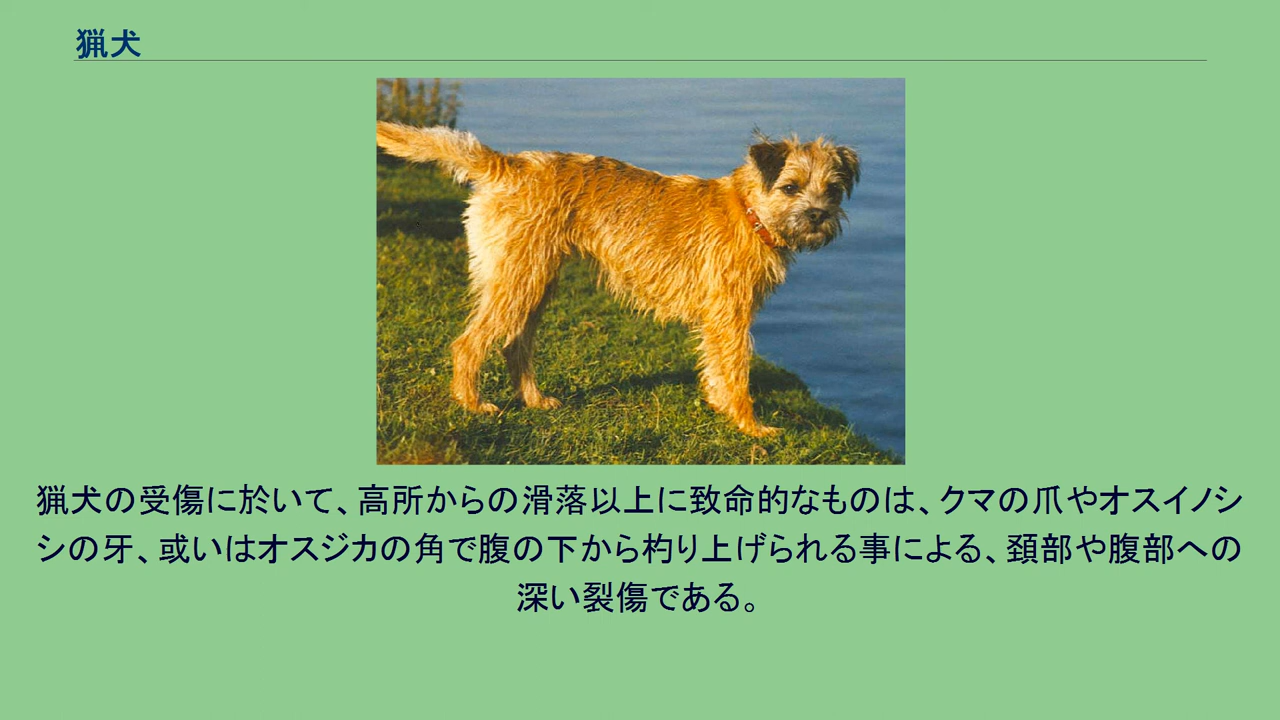 猟犬
猟犬の受傷に於いて、高所からの滑落以上に致命的なものは、クマの爪やオスイノシ
シの牙、或いはオスジカの角で腹の下から杓り上げられる事による、頚部や腹部への
深い裂傷である。